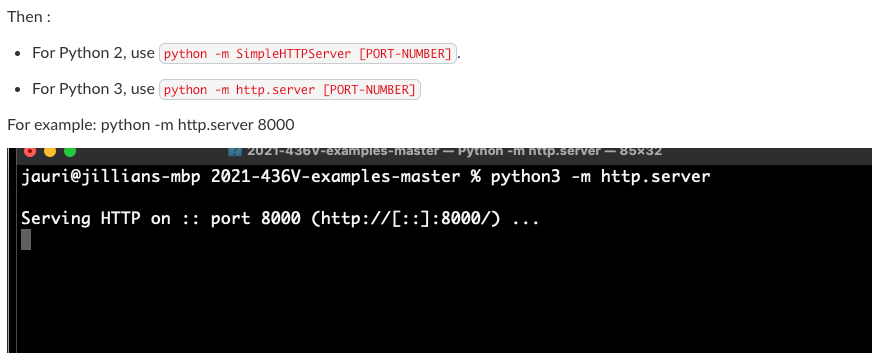 Then :
For Python 2, use python -m SimpleHTTPServer [PORT-NUMBER].
For Python 3, use python -m http.server [PORT-NUMBER]
For example: python -m http.server 8000
2021-436V-examples-master — Python -m http.server — 85×32
jauri@jillians-mbp 2021-436V-examples-master % python3 -m http.server
Serving HTTP on :: port 8000 (http://[::]:8000/) ...